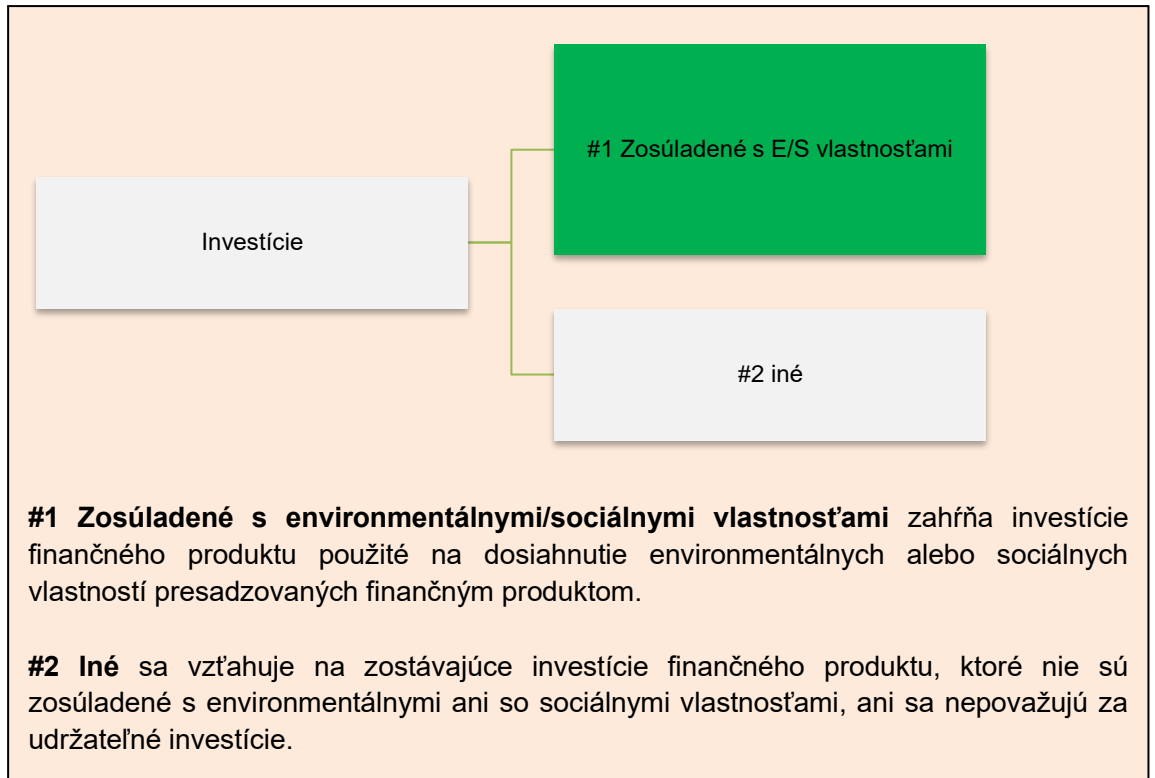 #1 Zosúladené s E/S vlastnosťami
Investície
#2 iné
#1 Zosúladené s environmentálnymi/sociálnymi vlastnosťami zahŕňa investície
finančného produktu použité na dosiahnutie environmentálnych alebo sociálnych
vlastností presadzovaných finančným produktom.
#2 Iné sa vzťahuje na zostávajúce investície finančného produktu, ktoré nie sú
zosúladené s environmentálnymi ani so sociálnymi vlastnosťami, ani sa nepovažujú za
udržateľné investície.